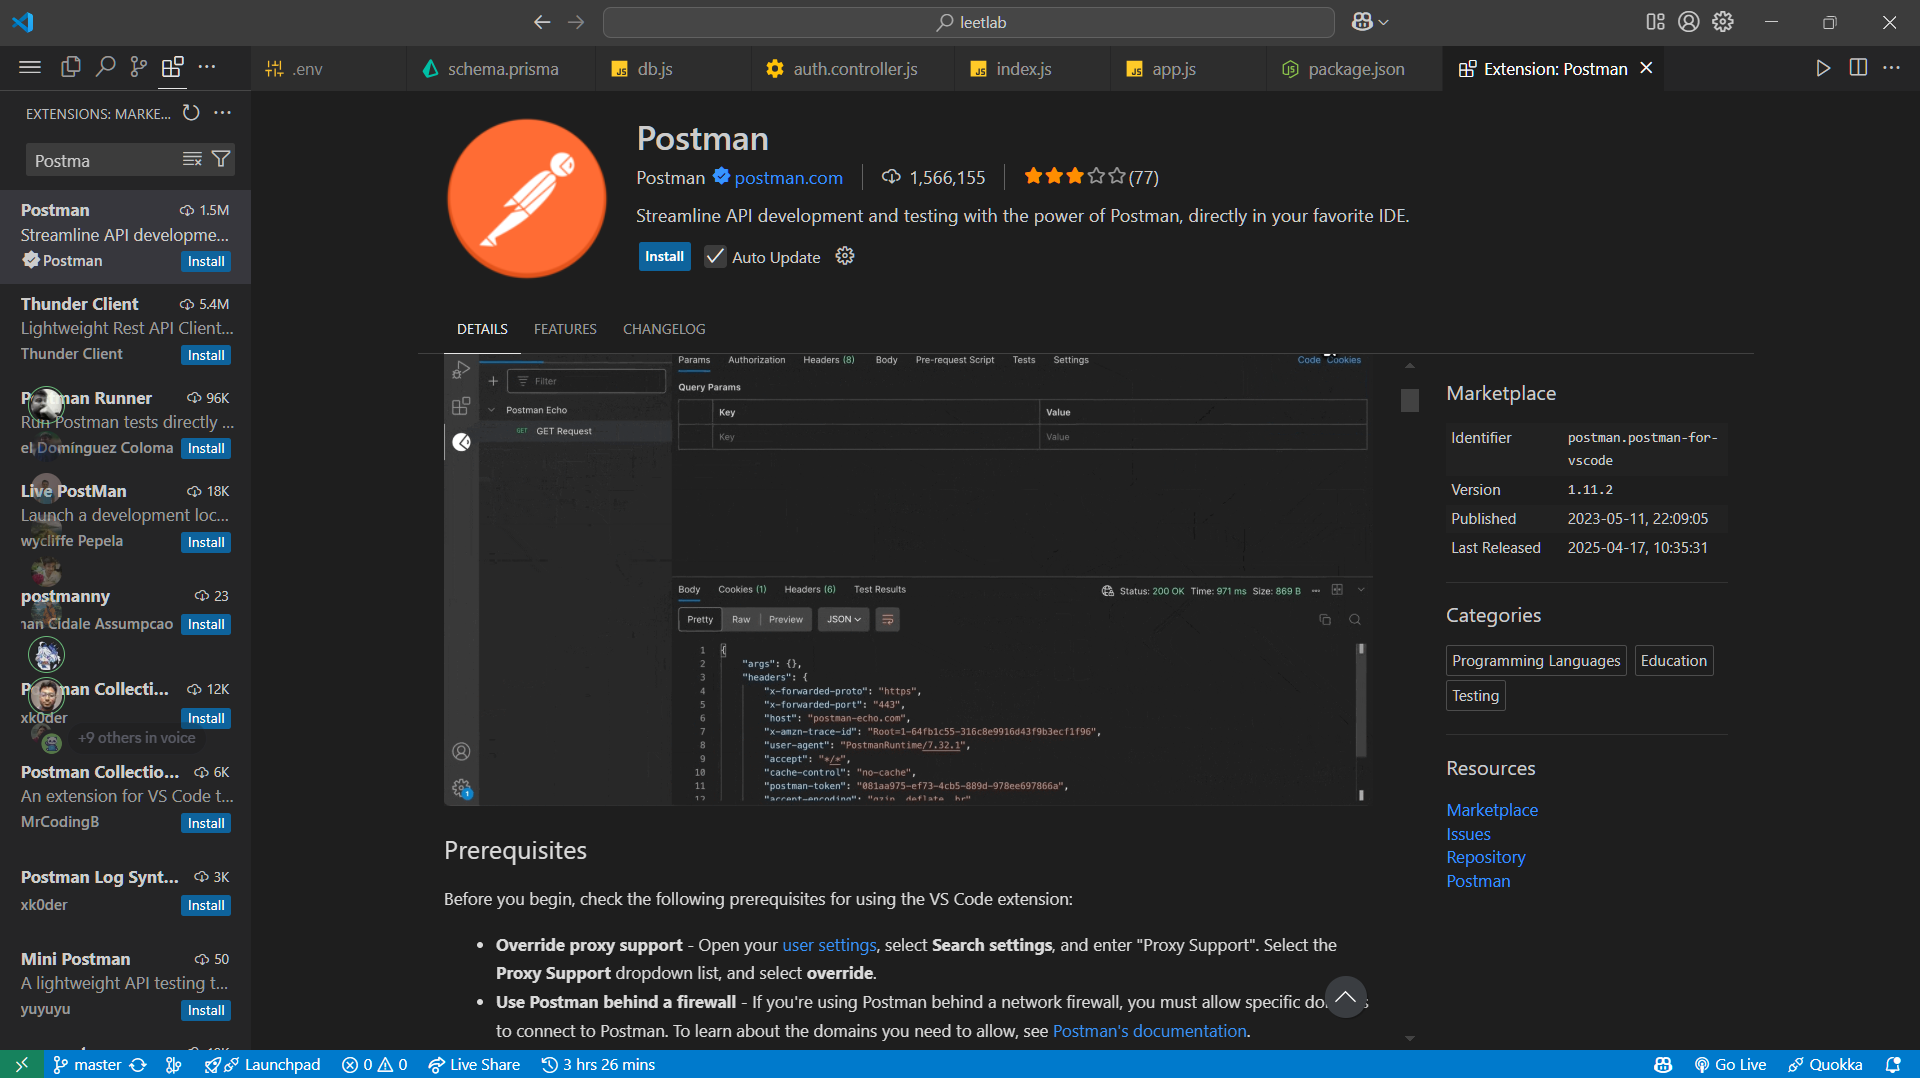 leetlab
.env
schema.prisma
db.js
auth.controller.js
index.js
app.js
package.json
Extension: Postman
EXTENSIONS: MARKE...
Postma
Postman 1.5M
Streamline API developme...
Postman Install
Thunder Client 5.4M
Lightweight Rest API Client...
Thunder Client Install
man Runner 96K
Run Postman tests directly ...
el Domínguez Coloma Install
Live PostMan 18K
Launch a development loc...
wycliffe Pepela Install
postmanny 23
Cidale Assumpcao Install
man Collecti... 12K
xk0der Install
+9 others in voice
Postman Collectio... 6K
An extension for VS Code t...
MrCodingB Install
Postman Log Synt... 3K
xk0der Install
Mini Postman 50
A lightweight API testing t...
yuyuyu Install
Postman
Postman postman.com 1,566,155 (77)
Streamline API development and testing with the power of Postman, directly in your favorite IDE.
Install Auto Update
DETAILS FEATURES CHANGELOG
Params Authorization Headers (8) Body Pre-request Script Tests Settings Code Cookies
Filter
Query Params
Postman Echo
Key Value
GET GET Request
Key Value
Body Cookies (1) Headers (6) Test Results Status: 200 OK Time: 971 ms Size: 869 B
Pretty Raw Preview JSON
1 {
2 "args": {},
3 "headers": {
4 "x-forwarded-proto": "https",
5 "x-forwarded-port": "443",
6 "host": "postman-echo.com",
7 "x-amzn-trace-id": "Root=1-64fb1c55-316c8e9916d43f9b3ecf1f96",
8 "user-agent": "PostmanRuntime/7.32.1",
9 "accept": "*/*",
10 "cache-control": "no-cache",
11 "postman-token": "081aa975-ef73-4cb5-889d-978ee697866a",
12 "accept-encoding": "gzip, deflate, br"
1
Prerequisites
Before you begin, check the following prerequisites for using the VS Code extension:
• Override proxy support - Open your user settings, select Search settings, and enter "Proxy Support". Select the
Proxy Support dropdown list, and select override.
• Use Postman behind a firewall - If you're using Postman behind a network firewall, you must allow specific
to connect to Postman. To learn about the domains you need to allow, see Postman's documentation.
Marketplace
Identifier postman.postman-for-
vscode
Version 1.11.2
Published 2023-05-11, 22:09:05
Last Released 2025-04-17, 10:35:31
Categories
Programming Languages Education
Testing
Resources
Marketplace
Issues
Repository
Postman
master Launchpad 0 0 Live Share 3 hrs 26 mins Go Live Quokka